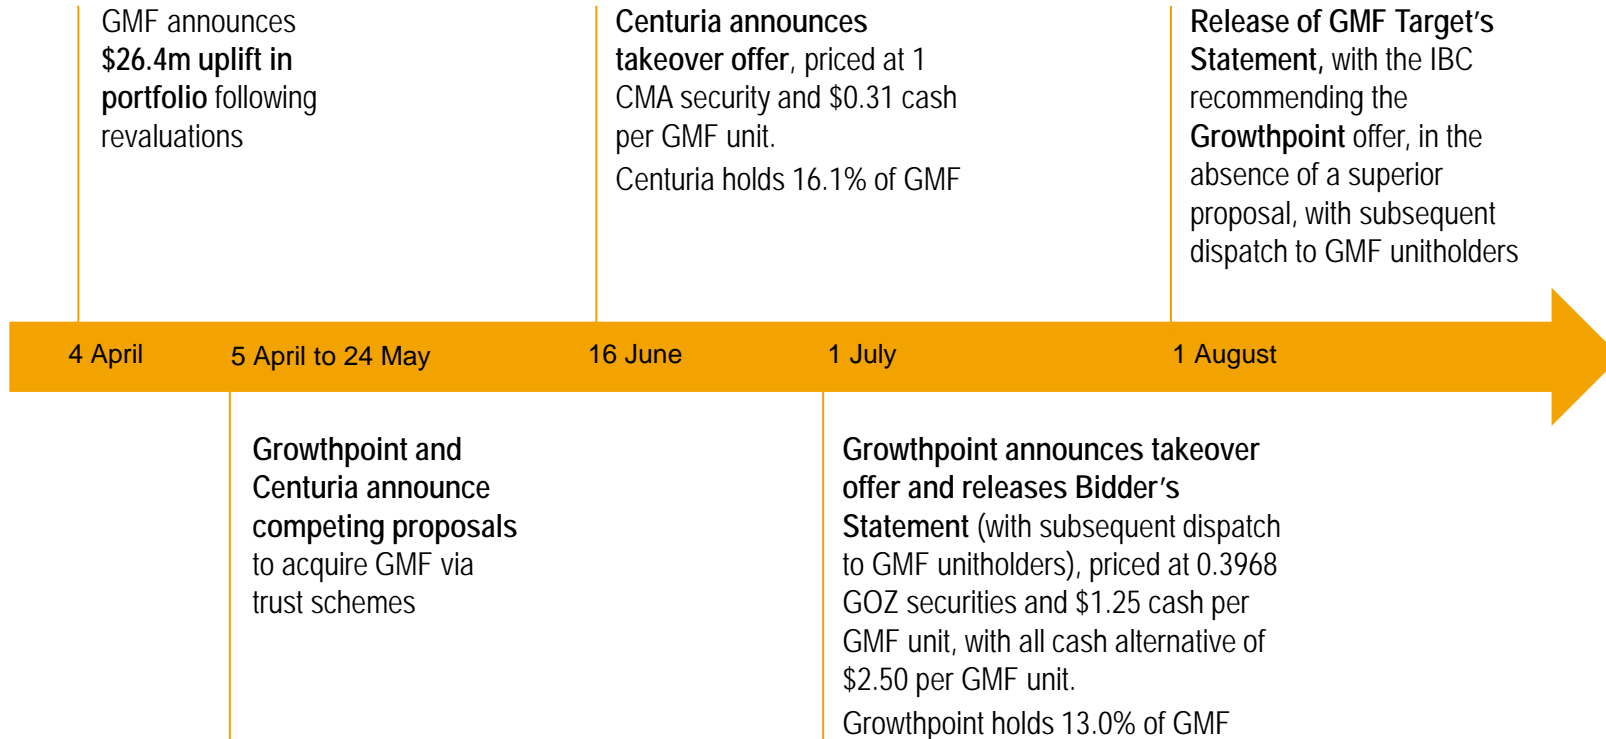 GMF announces
$26.4m uplift in
portfolio following
revaluations
Centuria announces
takeover offer, priced at 1
CMA security and $0.31 cash
per GMF unit.
Centuria holds 16.1% of GMF
Release of GMF Target's
Statement, with the IBC
recommending the
Growthpoint offer, in the
absence of a superior
proposal, with subsequent
dispatch to GMF unitholders
4 April
5 April to 24 May
16 June
1 July
1 August
Growthpoint and
Centuria announce
competing proposals
to acquire GMF via
trust schemes
Growthpoint announces takeover
offer and releases Bidder's
Statement (with subsequent dispatch
to GMF unitholders), priced at 0.3968
GOZ securities and $1.25 cash per
GMF unit, with all cash alternative of
$2.50 per GMF unit.
Growthpoint holds 13.0% of GMF